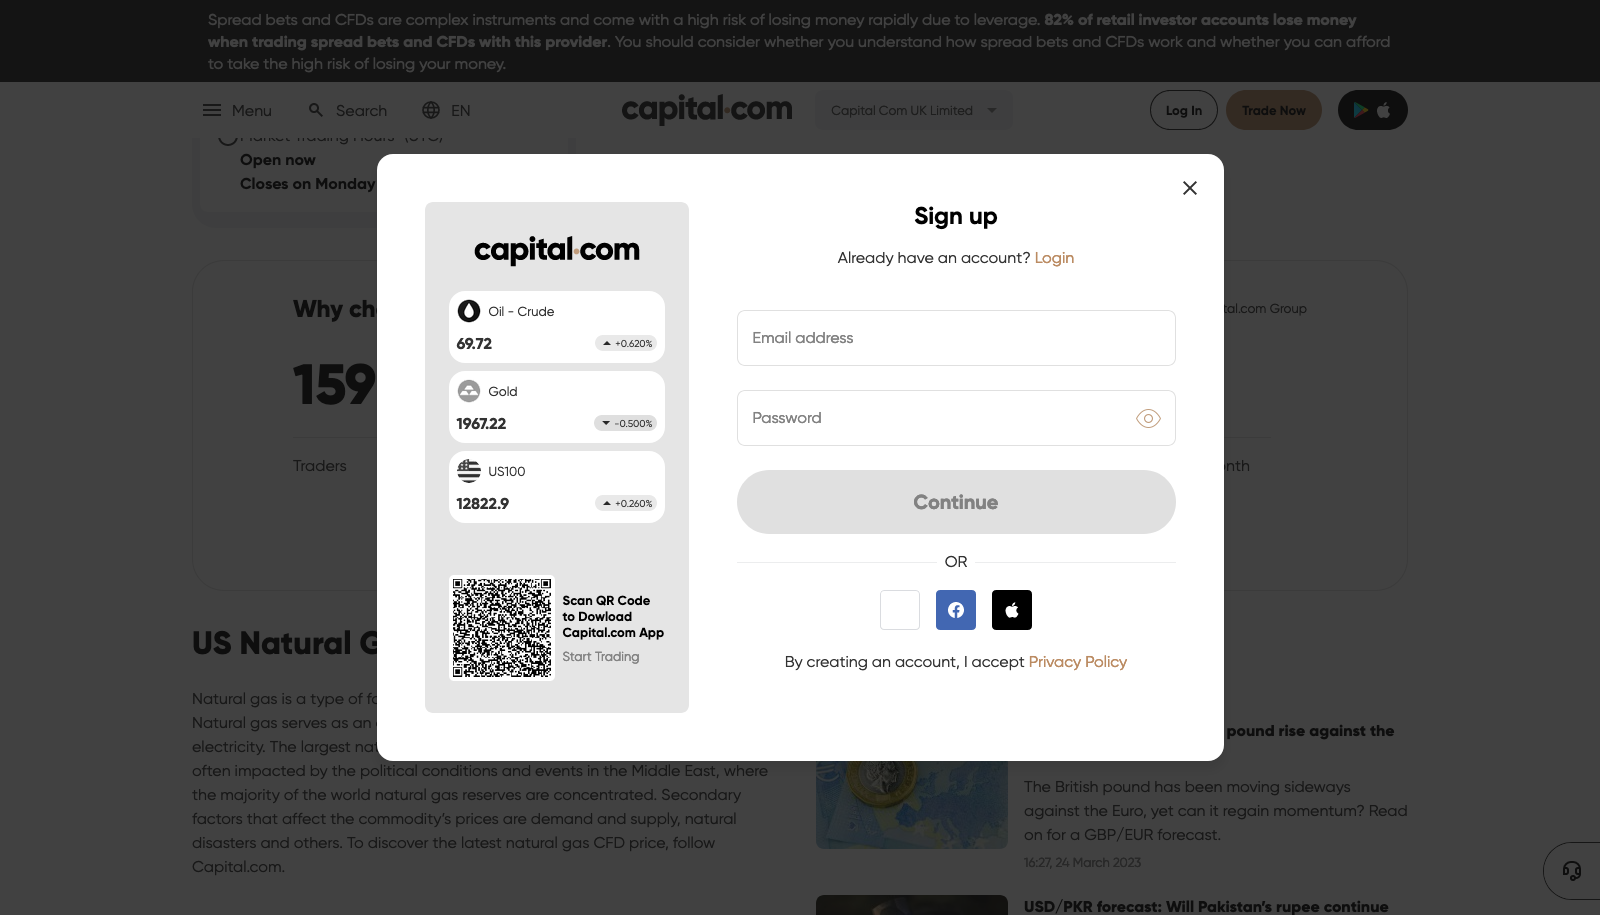 Spread bets and CFDs are complex instruments and come with a high risk of losing money rapidly due to leverage. 82% of retail investor accounts lose money
when trading spread bets and CFDs with this provider. You should consider whether you understand how spread bets and CFDs work and whether you can afford
to take the high risk of losing your money.
Menu
Search
EN
capital.com
Capital Com UK Limited
Log In
Trade Now
Market Trading Hours (UTC)
Open now
Closes on Monday
Sign up
Already have an account? Login
capital.com
Oil - Crude
69.72
+0.620%
Gold
1967.22
-0.500%
US100
12822.9
+0.260%
Scan QR Code
to Dowload
Capital.com App
Start Trading
Email address
Password
Continue
OR
By creating an account, I accept Privacy Policy
Why ch
tal.com Group
159
Traders
nth
US Natural G
Natural gas is a type of fo
Natural gas serves as an
electricity. The largest nat
often impacted by the political conditions and events in the Middle East, where
the majority of the world natural gas reserves are concentrated. Secondary
factors that affect the commodity's prices are demand and supply, natural
disasters and others. To discover the latest natural gas CFD price, follow
Capital.com.
pound rise against the
The British pound has been moving sideways
against the Euro, yet can it regain momentum? Read
on for a GBP/EUR forecast.
16:27, 24 March 2023
USD/PKR forecast: Will Pakistan's rupee continue